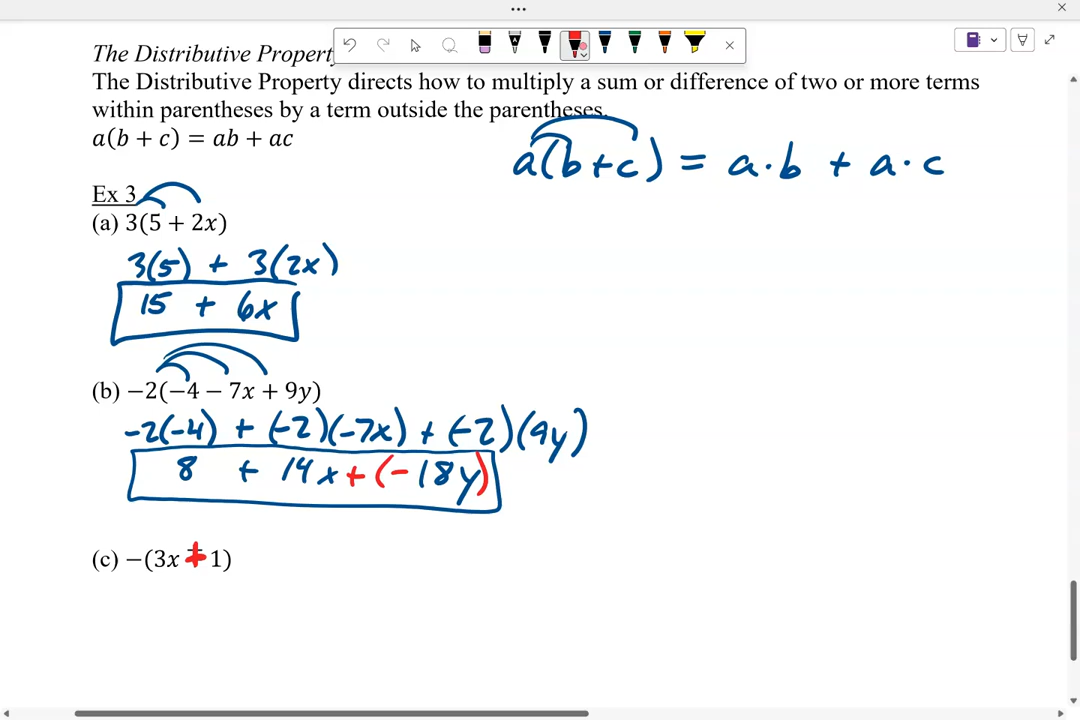 The Distributive Property
The Distributive Property directs how to multiply a sum or difference of two or more terms
within parentheses by a term outside the parentheses.
a(b + c) = ab + ac
a(b+c) = a·b + a·c
Ex 3
(a) 3(5 + 2x)
3(5) + 3(2x)
15 + 6x
(b) −2(−4 − 7x + 9y)
-2(-4) + (-2)(-7x) + (-2)(9y)
8 + 14x + (-18y)
(c) −(3x + 1)